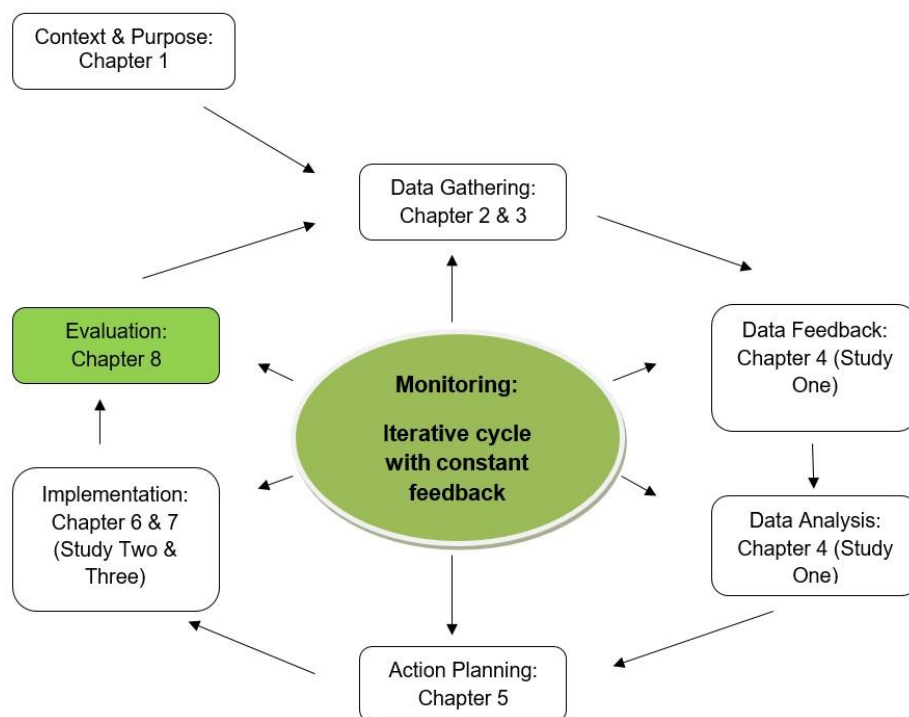 Context & Purpose:
Chapter 1
Data Gathering:
Chapter 2 & 3
Evaluation:
Chapter 8
Data Feedback:
Chapter 4 (Study
One)
Monitoring:
Iterative cycle
with constant
feedback
Implementation:
Chapter 6 & 7
(Study Two &
Three)
Data Analysis:
Chapter 4 (Study
One)
Action Planning:
Chapter 5